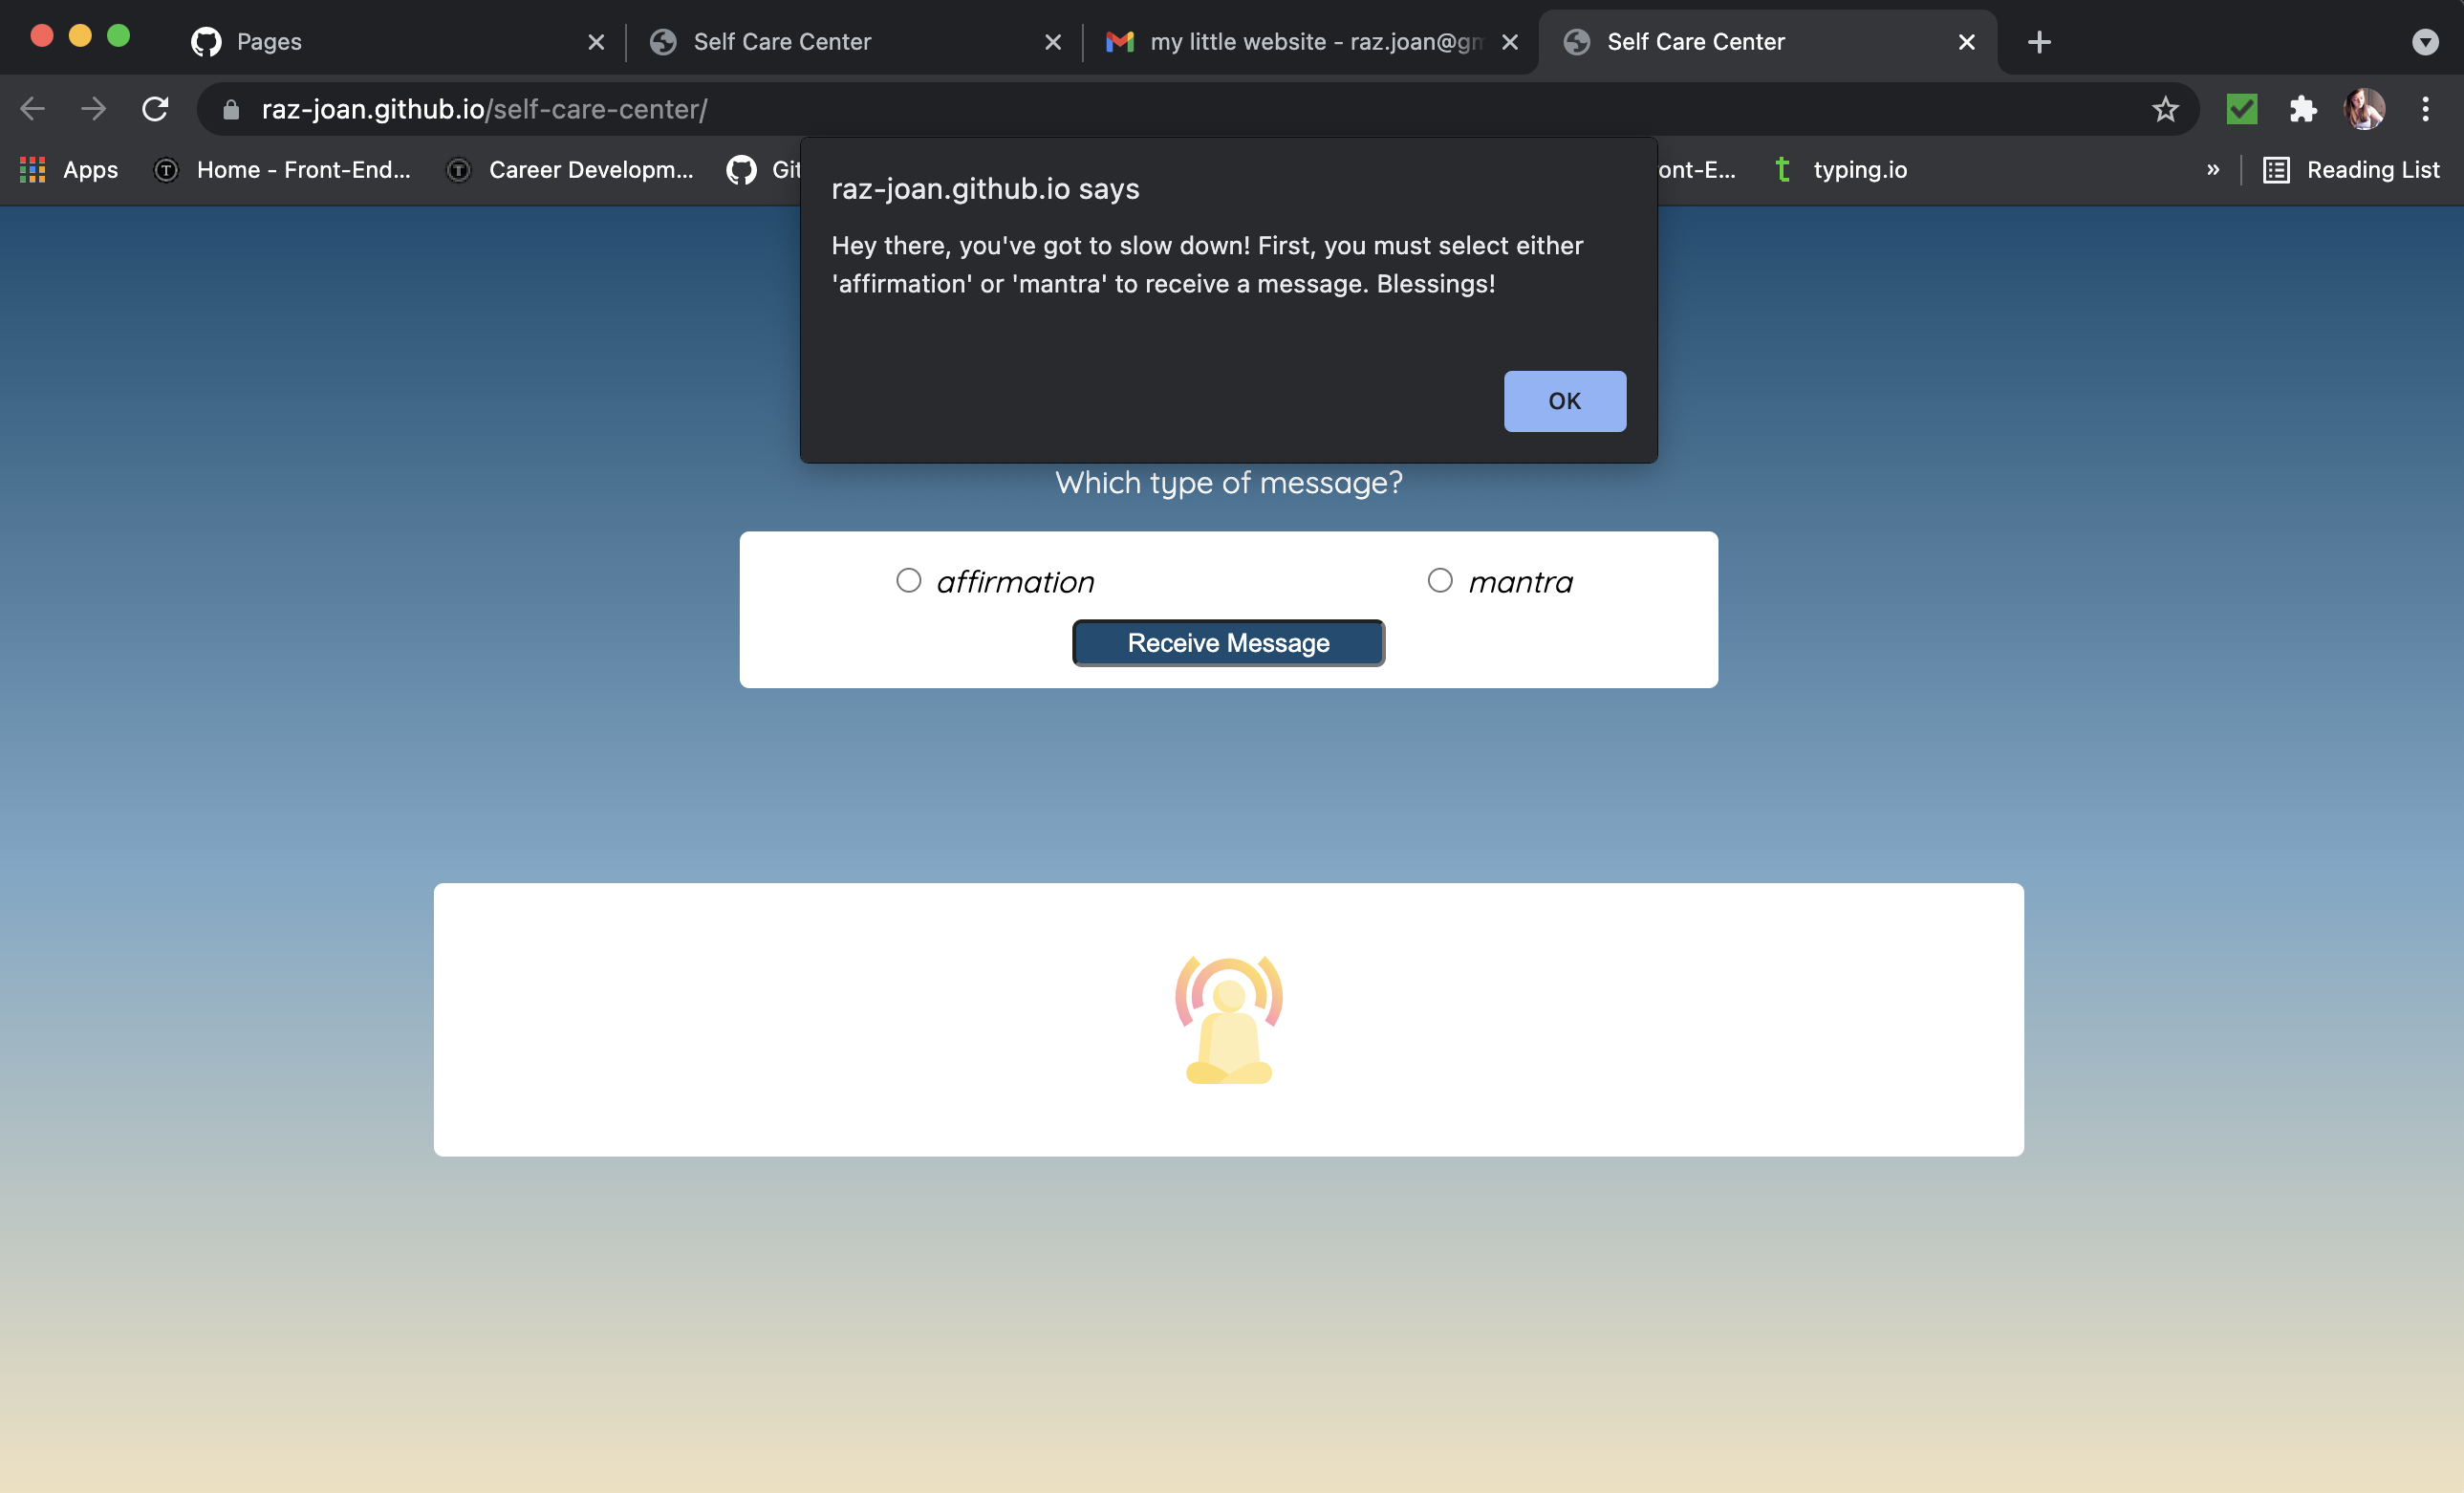 Pages
Self Care Center
my little website - raz.joan@gm
Self Care Center
raz-joan.github.io/self-care-center/
Apps
Home - Front-End...
Career Developm...
Git
ont-E...
typing.io
»
Reading List
raz-joan.github.io says
Hey there, you've got to slow down! First, you must select either
'affirmation' or 'mantra' to receive a message. Blessings!
OK
Which type of message?
affirmation
mantra
Receive Message